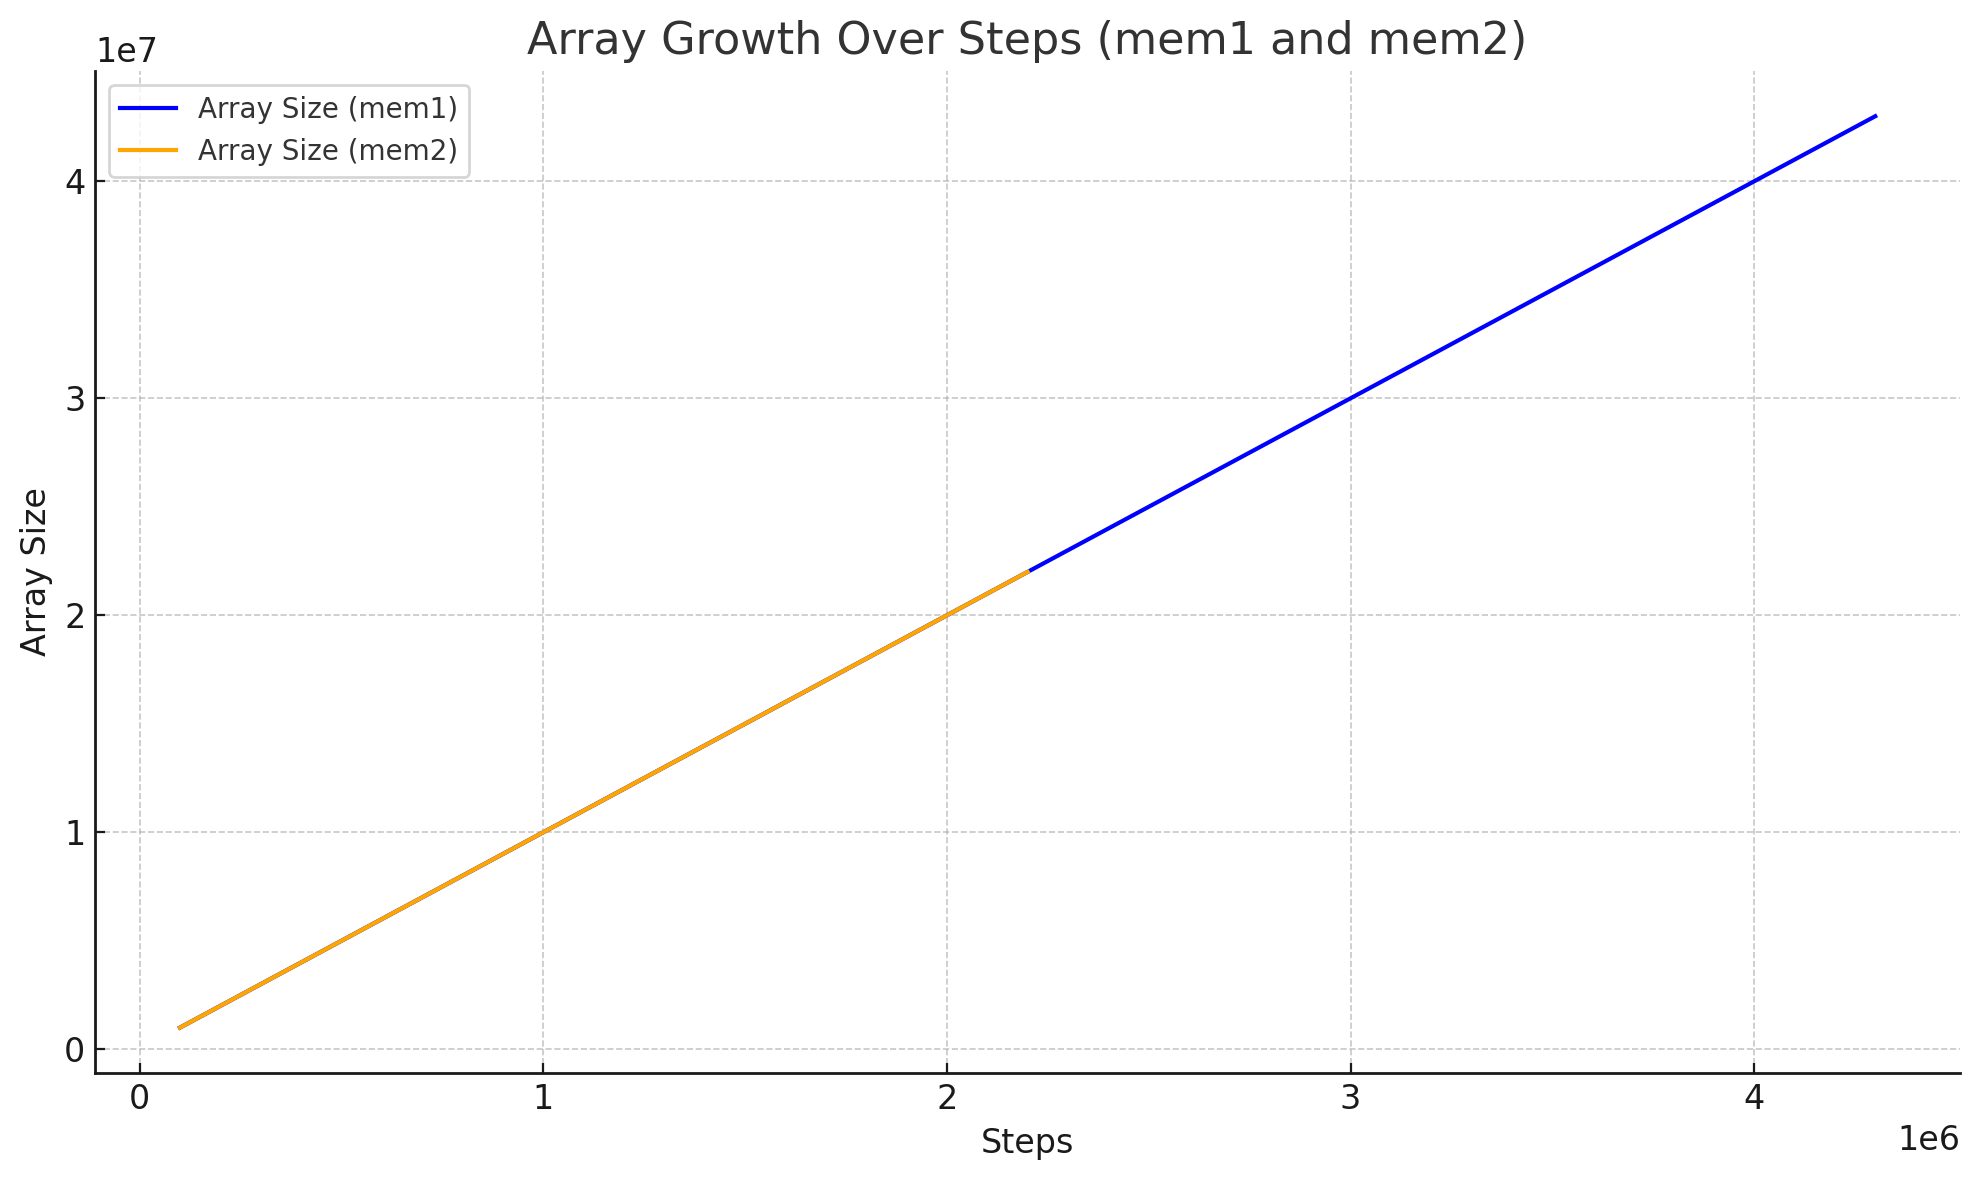 Array Growth Over Steps (mem1 and mem2)
1e7
Array Size (mem1)
Array Size (mem2)
4
3
2
1
0
Array Size
0 1 2 3 4
Steps
1e6